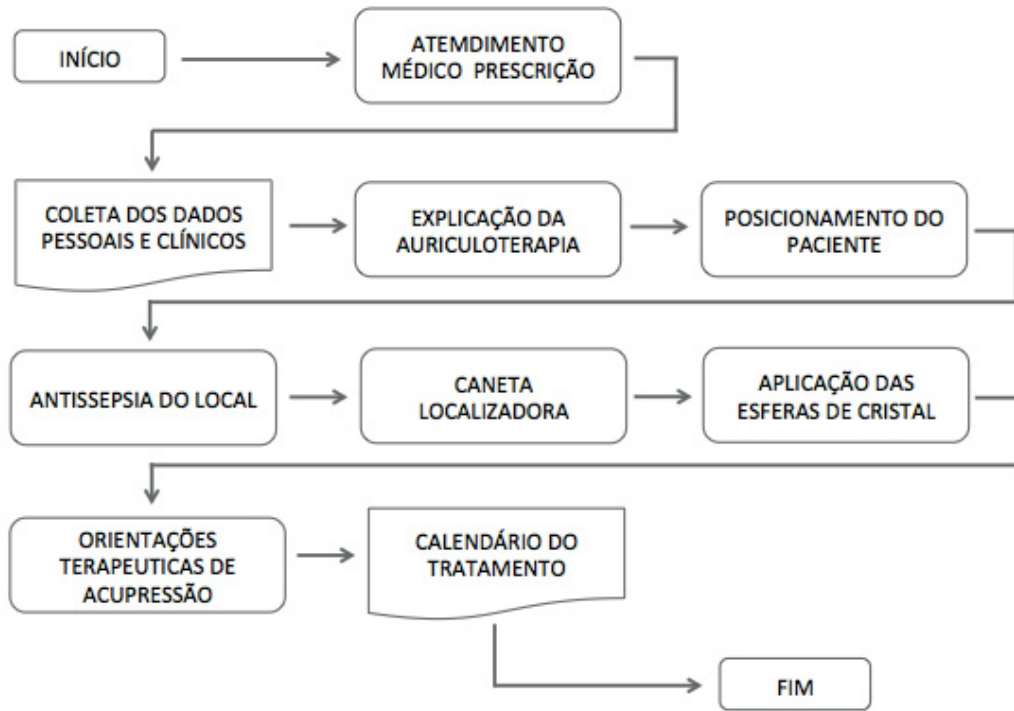 INÍCIO
ATEMDIMENTO
MÉDICO PRESCRIÇÃO
COLETA DOS DADOS
PESSOAIS E CLÍNICOS
EXPLICAÇÃO DA
AURICULOTERAPIA
POSICIONAMENTO DO
PACIENTE
ANTISSEPSIA DO LOCAL
CANETA
LOCALIZADORA
APLICAÇÃO DAS
ESFERAS DE CRISTAL
ORIENTAÇÕES
TERAPEUTICAS DE
ACUPRESSÃO
CALENDÁRIO DO
TRATAMENTO
FIM